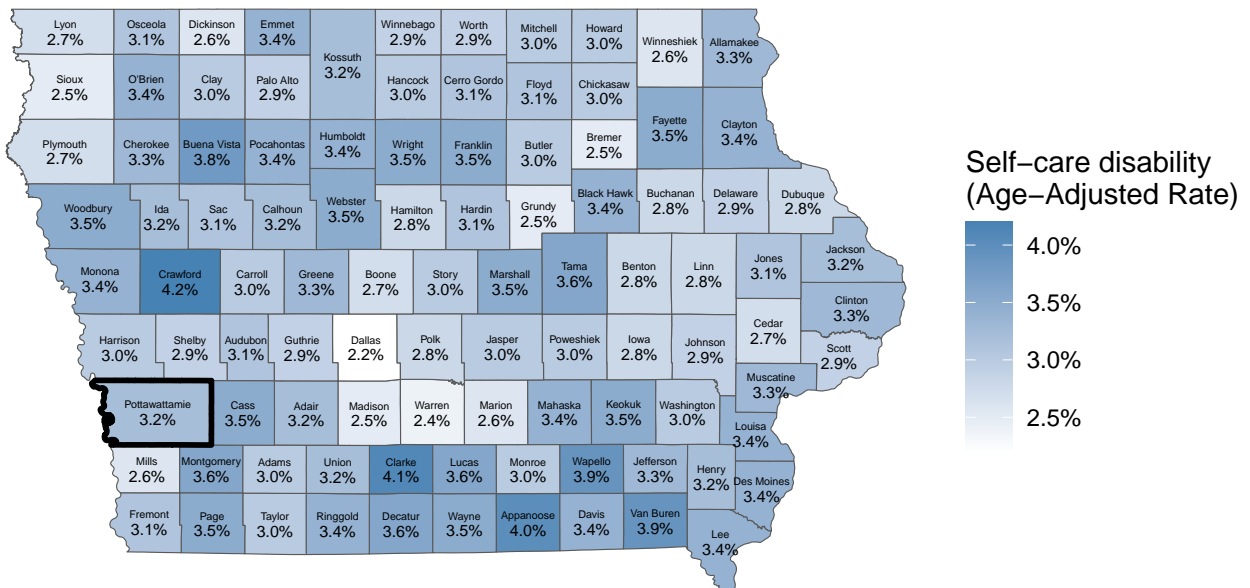 Lyon
2.7%
Osceola
3.1%
Dickinson
2.6%
Emmet
3.4%
Kossuth
3.2%
Winnebago
2.9%
Worth
2.9%
Mitchell
3.0%
Howard
3.0%
Winneshiek
2.6%
Allamakee
3.3%
Sioux
2.5%
O'Brien
3.4%
Clay
3.0%
Palo Alto
2.9%
Hancock
3.0%
Cerro Gordo
3.1%
Floyd
3.1%
Chickasaw
3.0%
Fayette
3.5%
Clayton
3.4%
Plymouth
2.7%
Cherokee
3.3%
Buena Vista
3.8%
Pocahontas
3.4%
Humboldt
3.4%
Wright
3.5%
Franklin
3.5%
Butler
3.0%
Bremer
2.5%
Woodbury
3.5%
Ida
3.2%
Sac
3.1%
Calhoun
3.2%
Webster
3.5%
Hamilton
2.8%
Hardin
3.1%
Grundy
2.5%
Black Hawk
3.4%
Buchanan
2.8%
Delaware
2.9%
Dubuque
2.8%
Monona
3.4%
Crawford
4.2%
Carroll
3.0%
Greene
3.3%
Boone
2.7%
Story
3.0%
Marshall
3.5%
Tama
3.6%
Benton
2.8%
Linn
2.8%
Jones
3.1%
Jackson
3.2%
Clinton
3.3%
Harrison
3.0%
Shelby
2.9%
Audubon
3.1%
Guthrie
2.9%
Dallas
2.2%
Polk
2.8%
Jasper
3.0%
Poweshiek
3.0%
Iowa
2.8%
Johnson
2.9%
Cedar
2.7%
Scott
2.9%
Muscatine
3.3%
Pottawattamie
3.2%
Cass
3.5%
Adair
3.2%
Madison
2.5%
Warren
2.4%
Marion
2.6%
Mahaska
3.4%
Keokuk
3.5%
Washington
3.0%
Louisa
3.4%
Mills
2.6%
Montgomery
3.6%
Adams
3.0%
Union
3.2%
Clarke
4.1%
Lucas
3.6%
Monroe
3.0%
Wapello
3.9%
Jefferson
3.3%
Henry
3.2%
Des Moines
3.4%
Fremont
3.1%
Page
3.5%
Taylor
3.0%
Ringgold
3.4%
Decatur
3.6%
Wayne
3.5%
Appanoose
4.0%
Davis
3.4%
Van Buren
3.9%
Lee
3.4%
Self−care disability
(Age−Adjusted Rate)
4.0%
3.5%
3.0%
2.5%